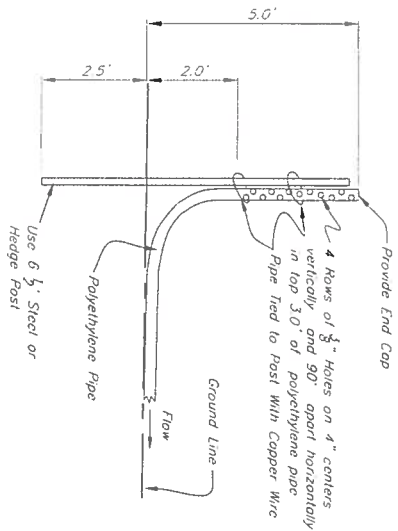 5.0'
2.5'
2.0'
Provide End Cap
4 Rows of ⅜" Holes on 4" centers
vertically and 90° apart horizontally
in top 3.0' of polyethylene pipe
Pipe Tied to Post With Copper Wire
Ground Line
Flow
Polyethylene Pipe
Use 6 ½' Steel or
Hedge Post